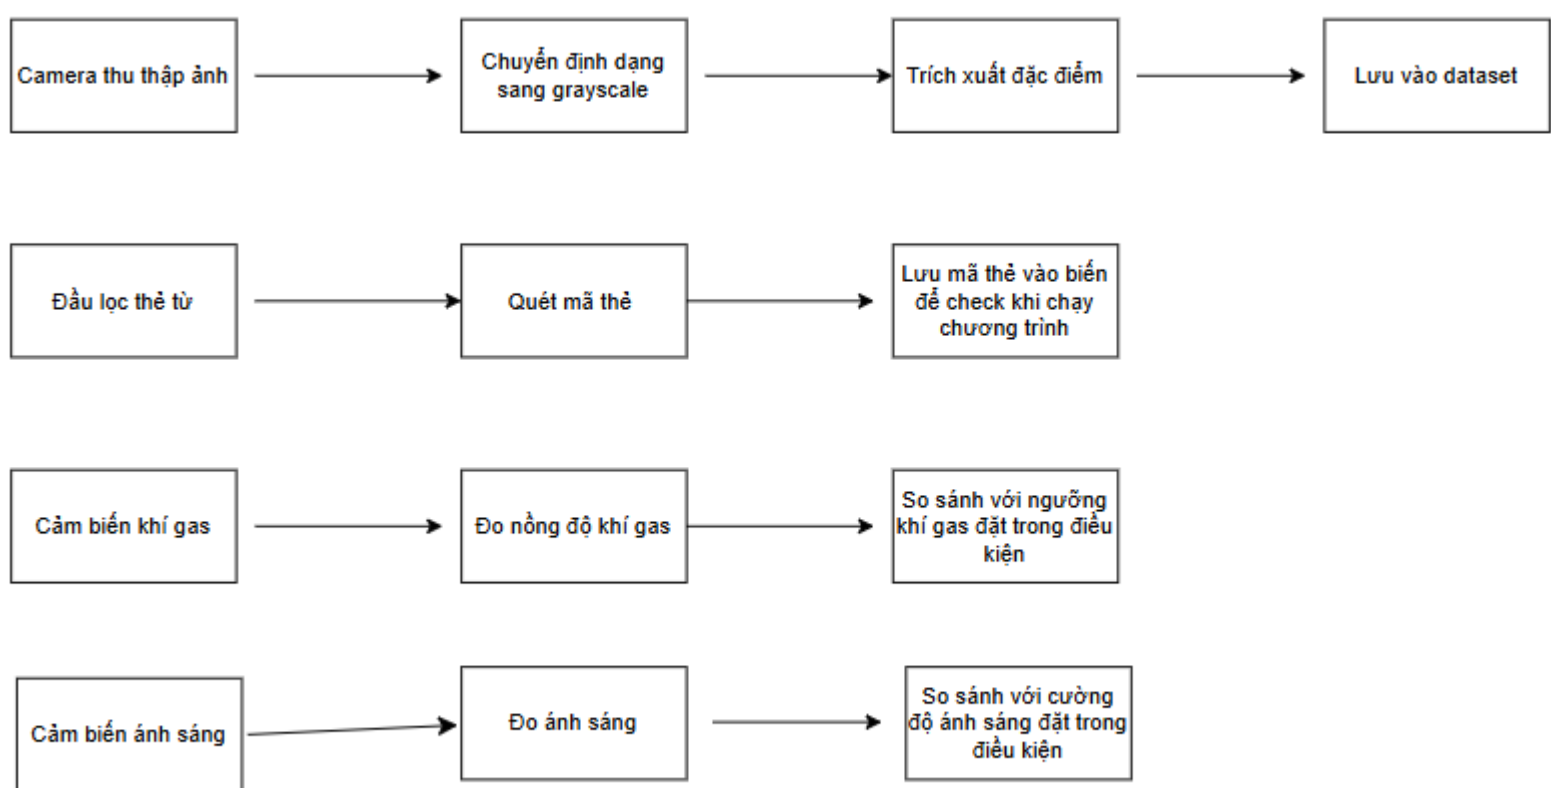 Camera thu thập ảnh
Chuyển định dạng
sang grayscale
Trích xuất đặc điểm
Lưu vào dataset
Đầu lọc thẻ từ
Quét mã thẻ
Lưu mã thẻ vào biến
để check khi chạy
chương trình
Cảm biến khí gas
Đo nồng độ khí gas
So sánh với ngưỡng
khí gas đặt trong điều
kiện
Cảm biến ánh sáng
Đo ánh sáng
So sánh với cường
độ ánh sáng đặt trong
điều kiện